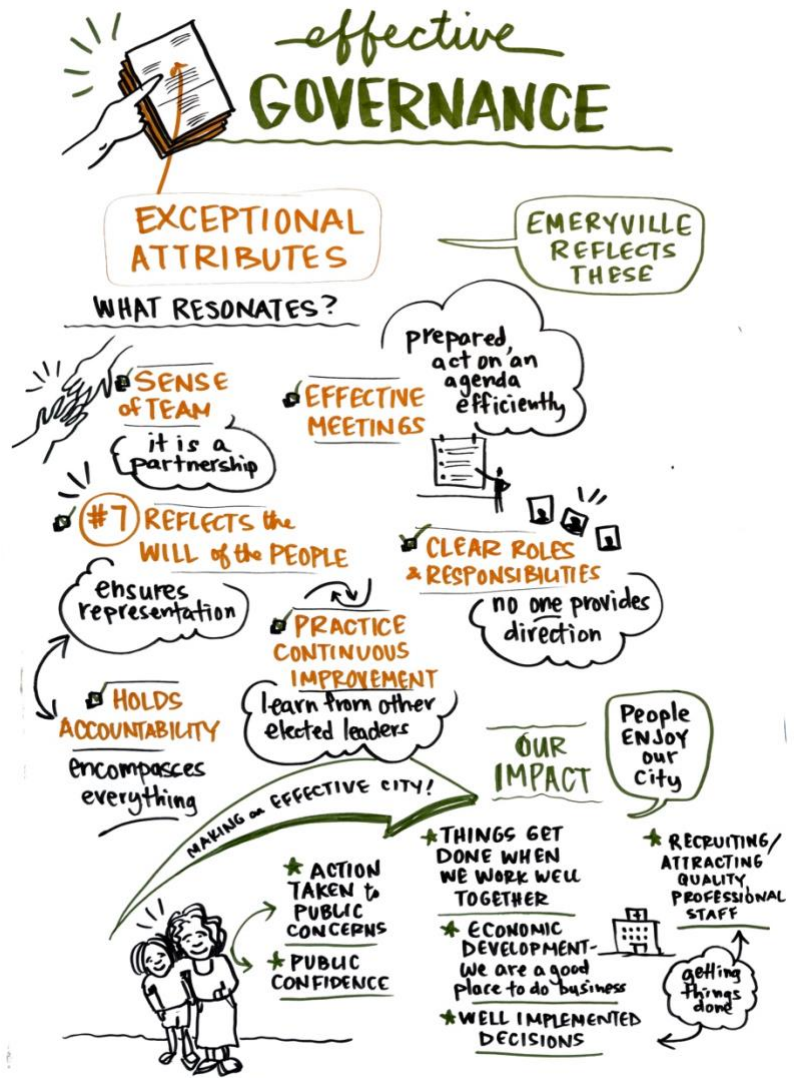 effective
GOVERNANCE
EXCEPTIONAL
ATTRIBUTES
EMERYVILLE
REFLECTS
THESE
WHAT RESONATES?
SENSE
of TEAM
it is a
partnership
EFFECTIVE
MEETINGS
prepared,
act on an
agenda
efficiently
#7 REFLECTS the
WILL of the PEOPLE
ensures
representation
CLEAR ROLES
& RESPONSIBILITIES
no one provides
direction
PRACTICE
CONTINUOUS
IMPROVEMENT
learn from other
elected leaders
HOLDS
ACCOUNTABILITY
encompasses
everything
MAKING an EFFECTIVE CITY!
OUR
IMPACT
People
ENJOY
our
City
ACTION
TAKEN to
PUBLIC
CONCERNS
PUBLIC
CONFIDENCE
THINGS GET
DONE WHEN
WE WORK WELL
TOGETHER
ECONOMIC
DEVELOPMENT-
we are a good
place to do business
WELL IMPLEMENTED
DECISIONS
RECRUITING/
ATTRACTING
QUALITY,
PROFESSIONAL
STAFF
getting
things
done